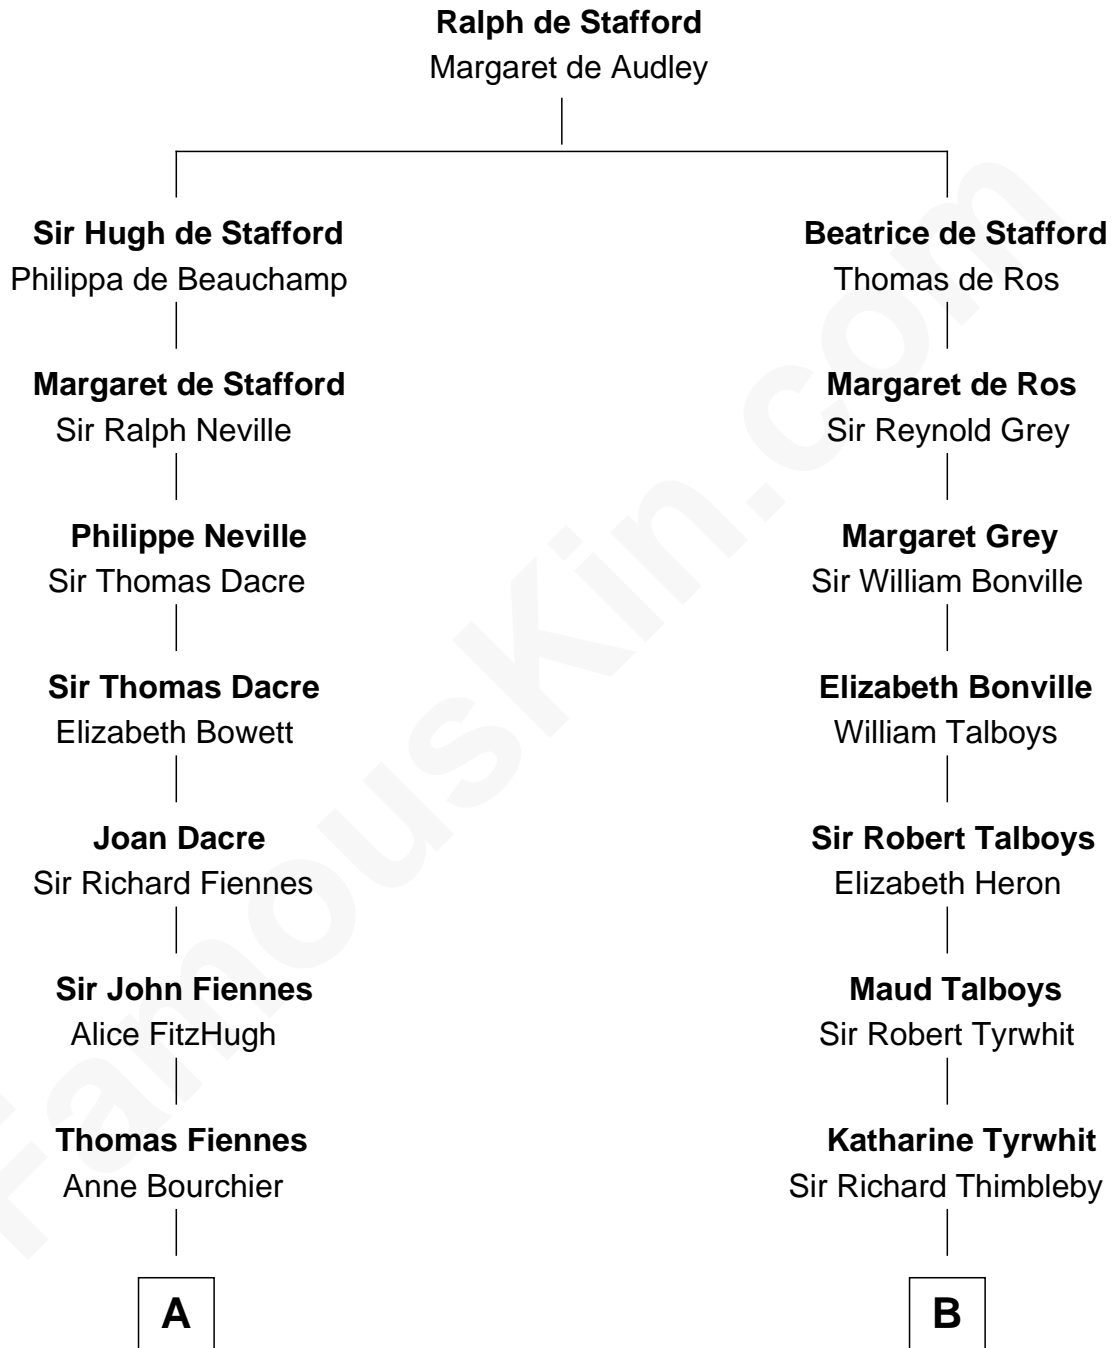 Ralph de Stafford
Margaret de Audley
Sir Hugh de Stafford
Philippa de Beauchamp
Beatrice de Stafford
Thomas de Ros
Margaret de Stafford
Sir Ralph Neville
Margaret de Ros
Sir Reynold Grey
Philippe Neville
Sir Thomas Dacre
Margaret Grey
Sir William Bonville
Sir Thomas Dacre
Elizabeth Bowett
Elizabeth Bonville
William Talboys
Joan Dacre
Sir Richard Fiennes
Sir Robert Talboys
Elizabeth Heron
Sir John Fiennes
Alice FitzHugh
Maud Talboys
Sir Robert Tyrwhit
Thomas Fiennes
Anne Bourchier
Katharine Tyrwhit
Sir Richard Thimbleby
A
B
FamousKin.com